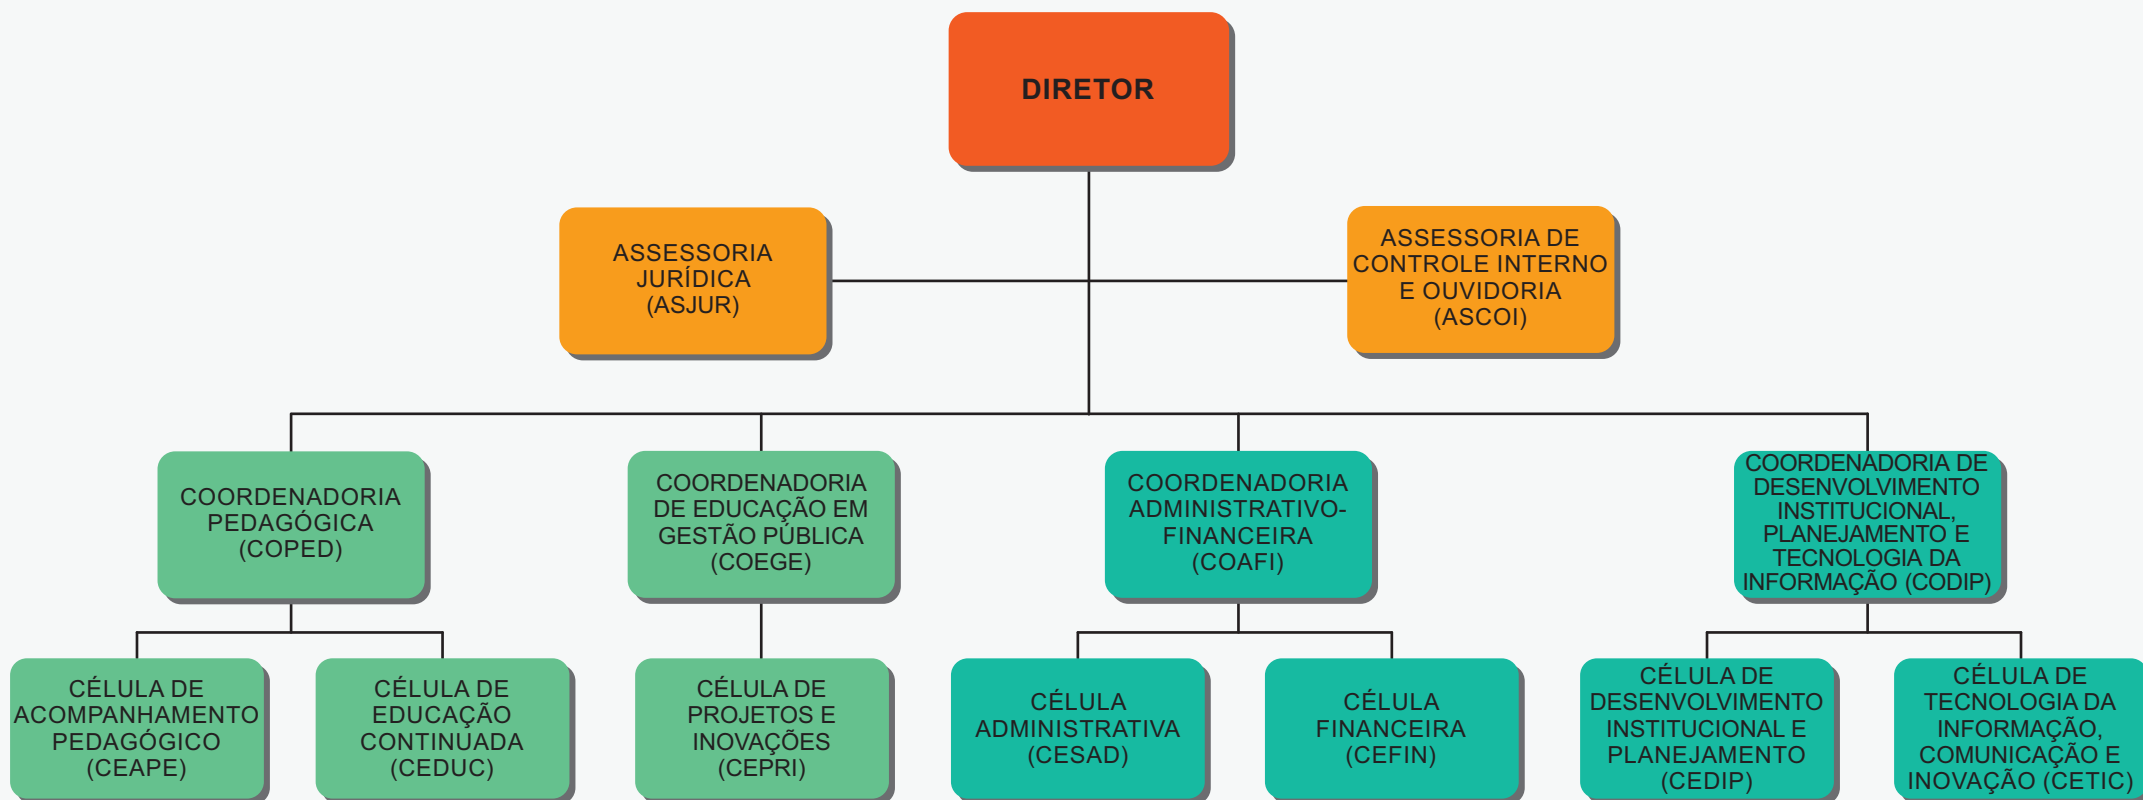 DIRETOR
ASSESSORIA
JURÍDICA
(ASJUR)
ASSESSORIA DE
CONTROLE INTERNO
E OUVIDORIA
(ASCOI)
COORDENADORIA
PEDAGÓGICA
(COPED)
COORDENADORIA
DE EDUCAÇÃO EM
GESTÃO PÚBLICA
(COEGE)
COORDENADORIA
ADMINISTRATIVO-
FINANCEIRA
(COAFI)
COORDENADORIA DE
DESENVOLVIMENTO
INSTITUCIONAL,
PLANEJAMENTO E
TECNOLOGIA DA
INFORMAÇÃO (CODIP)
CÉLULA DE
ACOMPANHAMENTO
PEDAGÓGICO
(CEAPE)
CÉLULA DE
EDUCAÇÃO
CONTINUADA
(CEDUC)
CÉLULA DE
PROJETOS E
INOVAÇÕES
(CEPRI)
CÉLULA
ADMINISTRATIVA
(CESAD)
CÉLULA
FINANCEIRA
(CEFIN)
CÉLULA DE
DESENVOLVIMENTO
INSTITUCIONAL E
PLANEJAMENTO
(CEDIP)
CÉLULA DE
TECNOLOGIA DA
INFORMAÇÃO,
COMUNICAÇÃO E
INOVAÇÃO (CETIC)